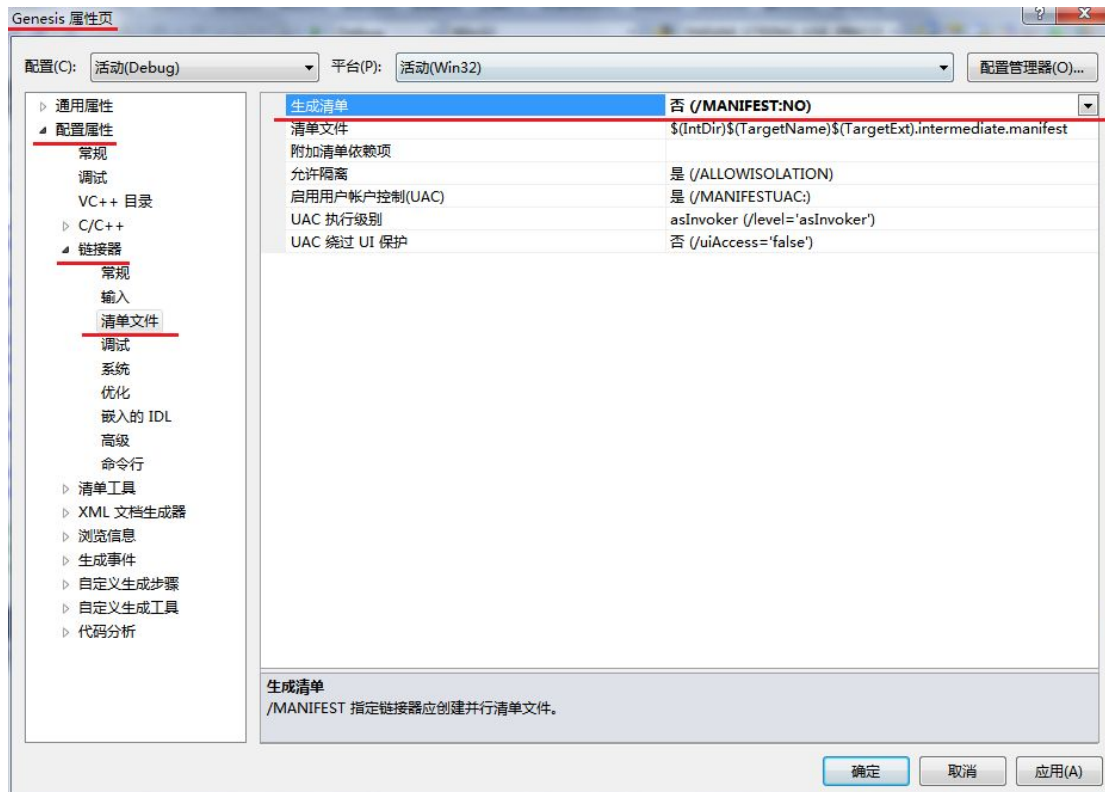 Genesis 属性页
配置(C): 活动(Debug) 平台(P): 活动(Win32) 配置管理器(O)...
通用属性
配置属性
常规
调试
VC++ 目录
C/C++
链接器
常规
输入
清单文件
调试
系统
优化
嵌入的 IDL
高级
命令行
清单工具
XML 文档生成器
浏览信息
生成事件
自定义生成步骤
自定义生成工具
代码分析
生成清单 否 (/MANIFEST:NO)
清单文件 $(IntDir)$(TargetName)$(TargetExt).intermediate.manifest
附加清单依赖项
允许隔离 是 (/ALLOWISOLATION)
启用用户帐户控制(UAC) 是 (/MANIFESTUAC:)
UAC 执行级别 asInvoker (/level='asInvoker')
UAC 绕过 UI 保护 否 (/uiAccess='false')
生成清单
/MANIFEST 指定链接器应创建并行清单文件。
确定 取消 应用(A)